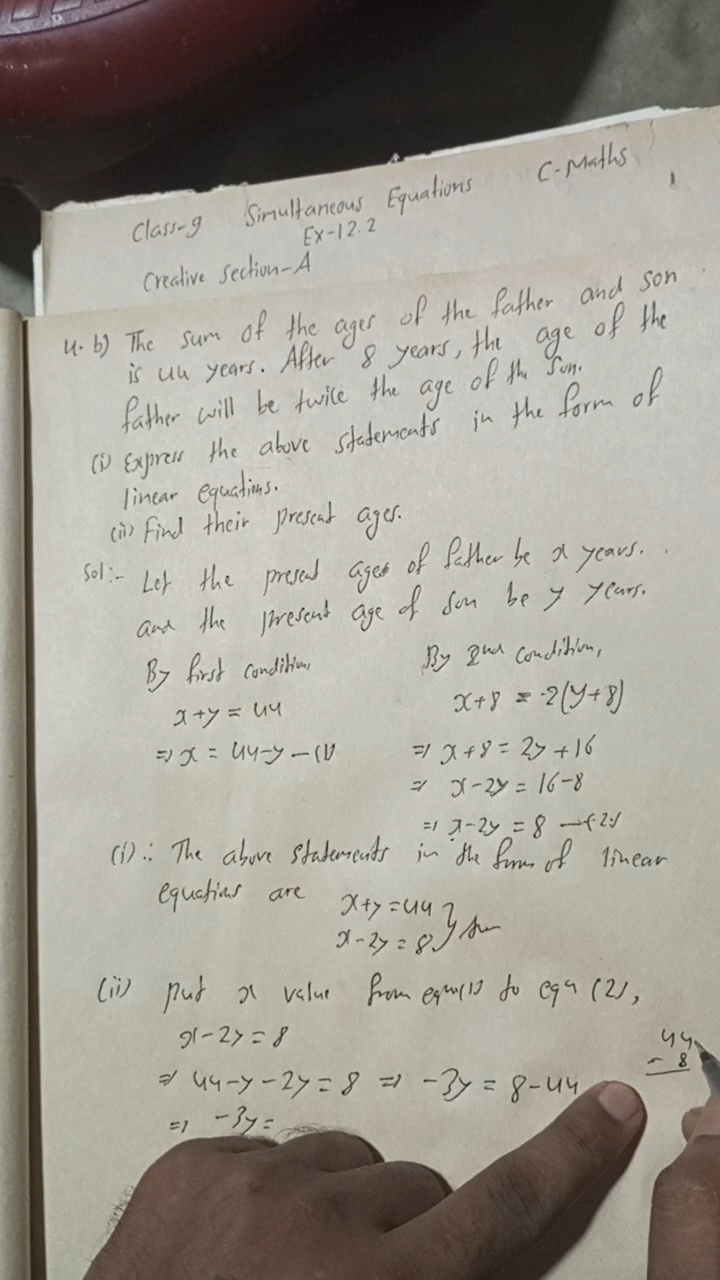 Class-9 Simultaneous Equations C-Maths
Ex-12.2
Creative section-A
4. b) The sum of the ages of the father and son
is 44 years. After 8 years, the age of the
father will be twice the age of the son.
(i) Express the above statements in the form of
linear equations.
(ii) Find their present ages.
Sol:- Let the present ages of father be x years.
and the present age of son be y years.
By first condition, By 2nd condition,
x+y = 44 x+8 = 2(y+8)
=> x = 44-y -(1) => x+8 = 2y+16
=> x-2y = 16-8
=> x-2y = 8 -(2)
(i) ∴ The above statements in the form of linear
equations are x+y = 44
x-2y = 8
(ii) put x value from eqn(1) to eqn (2),
x-2y = 8
=> 44-y-2y = 8 => -3y = 8-44
=> -3y =
44
- 8